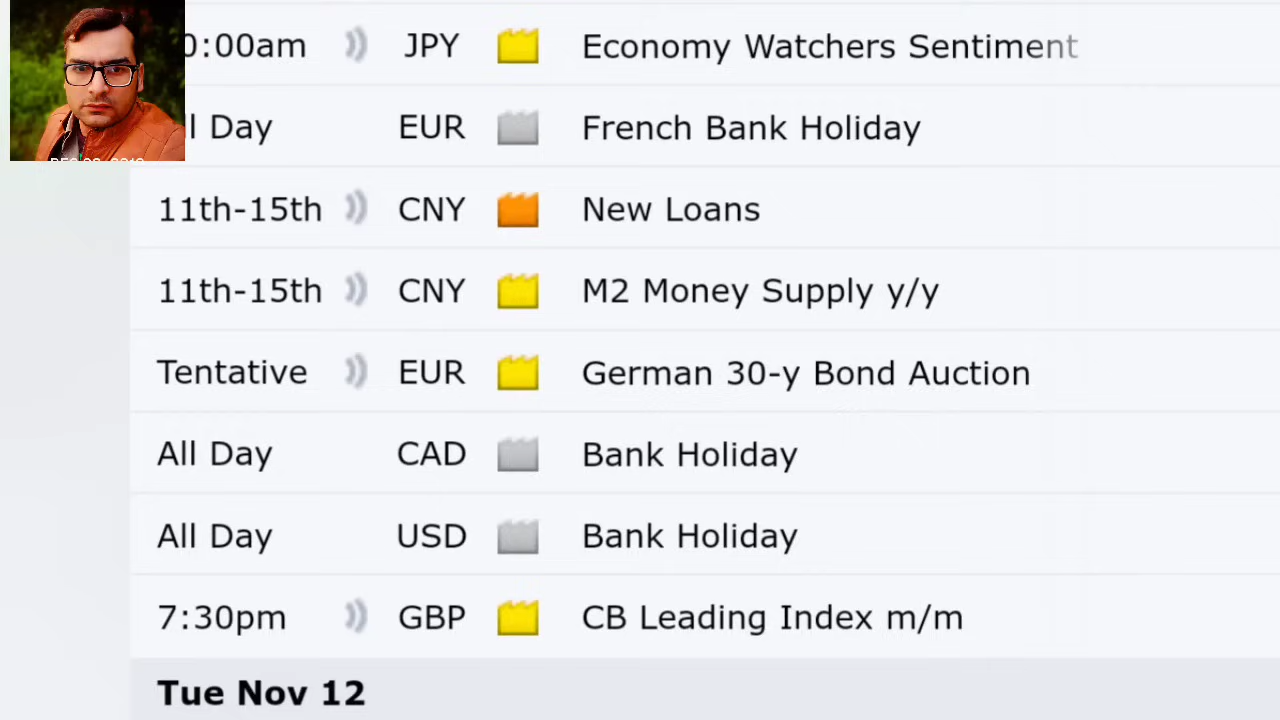 0:00am JPY Economy Watchers Sentiment
l Day EUR French Bank Holiday
11th-15th CNY New Loans
11th-15th CNY M2 Money Supply y/y
Tentative EUR German 30-y Bond Auction
All Day CAD Bank Holiday
All Day USD Bank Holiday
7:30pm GBP CB Leading Index m/m
Tue Nov 12